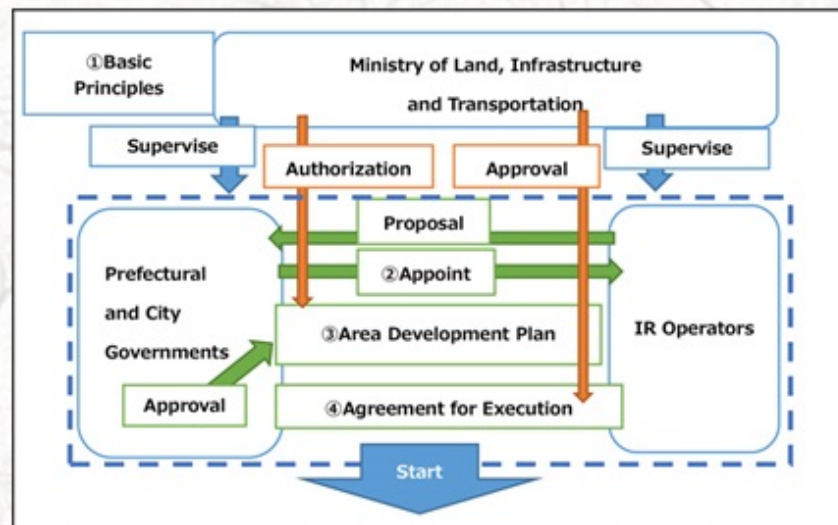 ①Basic
Principles
Ministry of Land, Infrastructure
and Transportation
Supervise
Authorization
Approval
Supervise
Proposal
②Appoint
Prefectural
and City
Governments
③Area Development Plan
IR Operators
Approval
④Agreement for Execution
Start